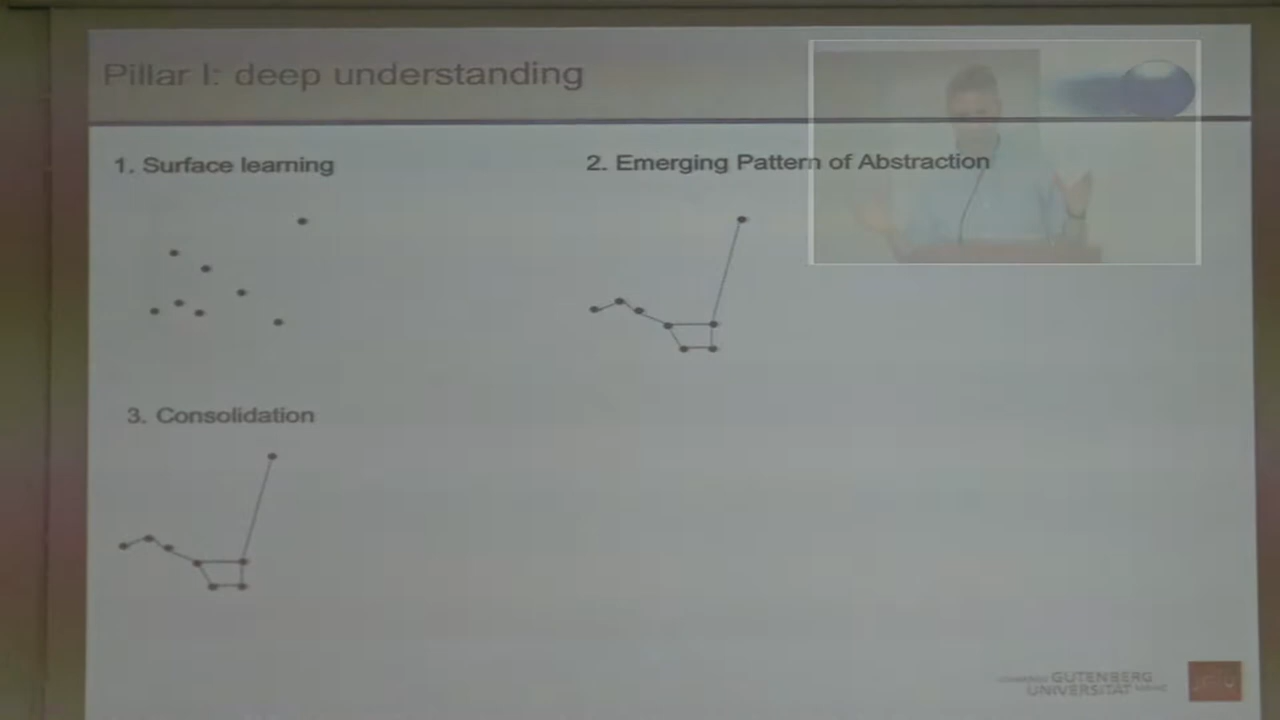 Pillar I: deep understanding
1. Surface learning
2. Emerging Pattern of Abstraction
3. Consolidation
GUTENBERG
UNIVERSITÄT